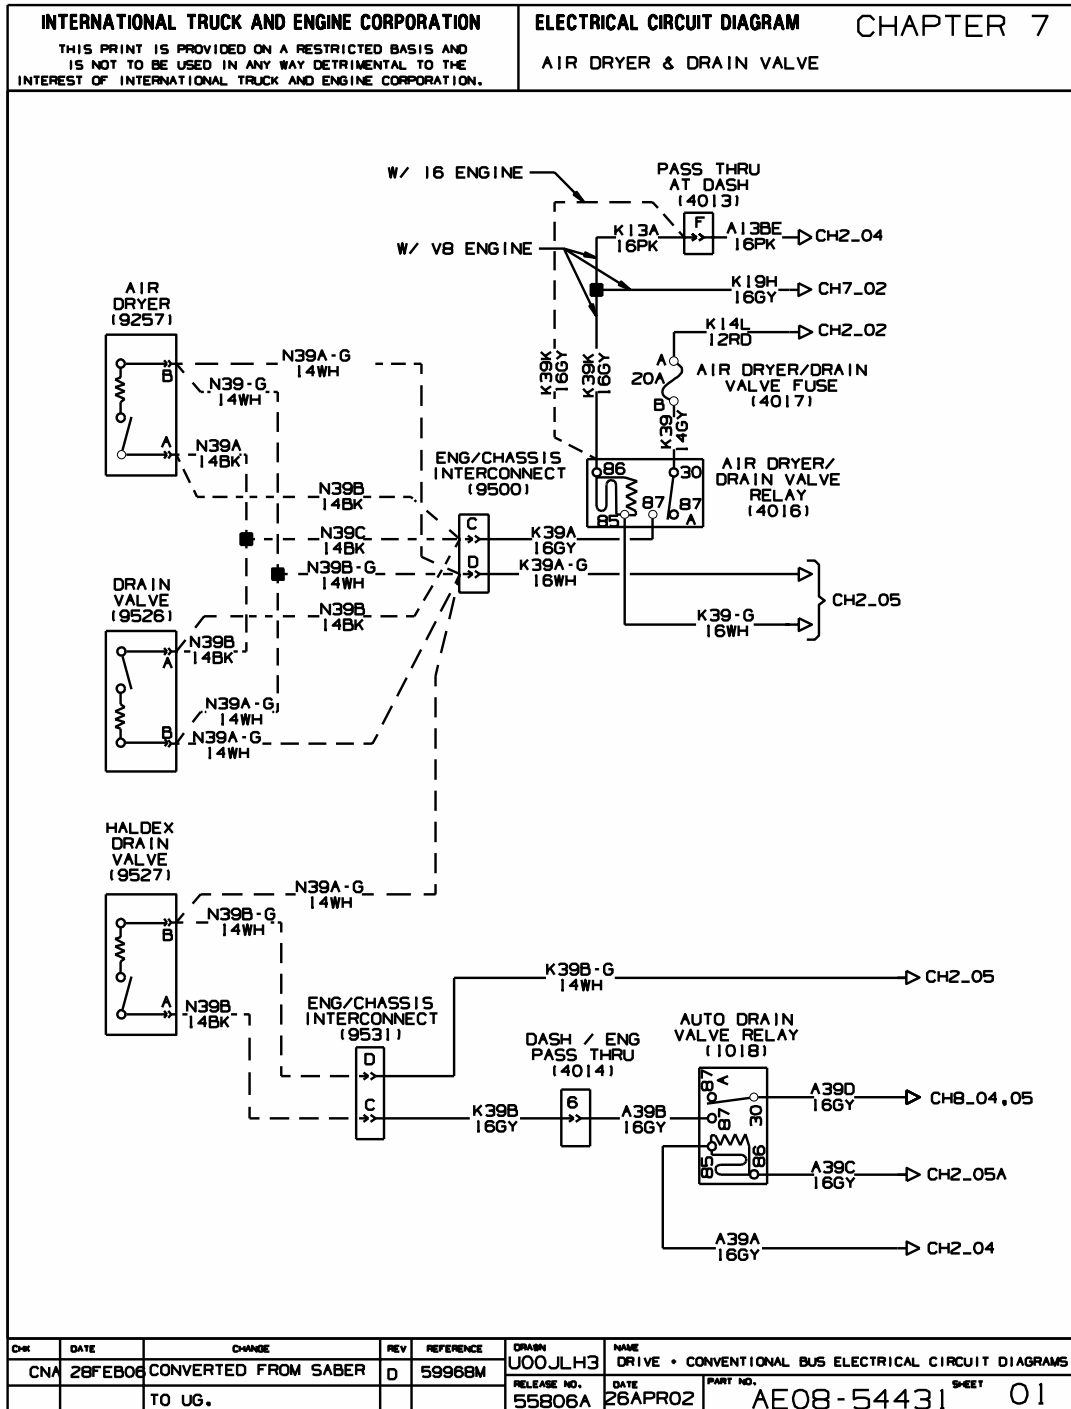 INTERNATIONAL TRUCK AND ENGINE CORPORATION
THIS PRINT IS PROVIDED ON A RESTRICTED BASIS AND
IS NOT TO BE USED IN ANY WAY DETRIMENTAL TO THE
INTEREST OF INTERNATIONAL TRUCK AND ENGINE CORPORATION.
ELECTRICAL CIRCUIT DIAGRAM
CHAPTER 7
AIR DRYER & DRAIN VALVE
W/ I6 ENGINE
PASS THRU
AT DASH
(4013)
F
K13A
16PK
A13BE
16PK
CH2_04
W/ V8 ENGINE
K19H
16GY
CH7_02
K14L
12RD
CH2_02
AIR
DRYER
(9257)
B
A
N39A-G
14WH
N39-G
14WH
N39A
14BK
K39K
16GY
K39K
16GY
A
20A
B
AIR DRYER/DRAIN
VALVE FUSE
(4017)
K39
14GY
ENG/CHASSIS
INTERCONNECT
(9500)
86
30
85
87
87
A
AIR DRYER/
DRAIN VALVE
RELAY
(4016)
N39B
14BK
N39C
14BK
C
D
K39A
16GY
N39B-G
14WH
K39A-G
16WH
CH2_05
DRAIN
VALVE
(9526)
N39B
14BK
K39-G
16WH
A
B
N39B
14BK
N39A-G
14WH
N39A-G
14WH
HALDEX
DRAIN
VALVE
(9527)
N39A-G
14WH
B
A
N39B-G
14WH
N39B
14BK
K39B-G
14WH
CH2_05
ENG/CHASSIS
INTERCONNECT
(9531)
D
C
DASH / ENG
PASS THRU
(4014)
6
K39B
16GY
A39B
16GY
AUTO DRAIN
VALVE RELAY
(1018)
87
A
87
30
85
86
A39D
16GY
CH8_04,05
A39C
16GY
CH2_05A
A39A
16GY
CH2_04
CHK
DATE
CHANGE
REV
REFERENCE
CNA
28FEB06
CONVERTED FROM SABER
D
59968M
TO UG.
DRAWN
U00JLH3
NAME
DRIVE • CONVENTIONAL BUS ELECTRICAL CIRCUIT DIAGRAMS
RELEASE NO.
55806A
DATE
26APR02
PART NO.
AE08-54431
SHEET
01